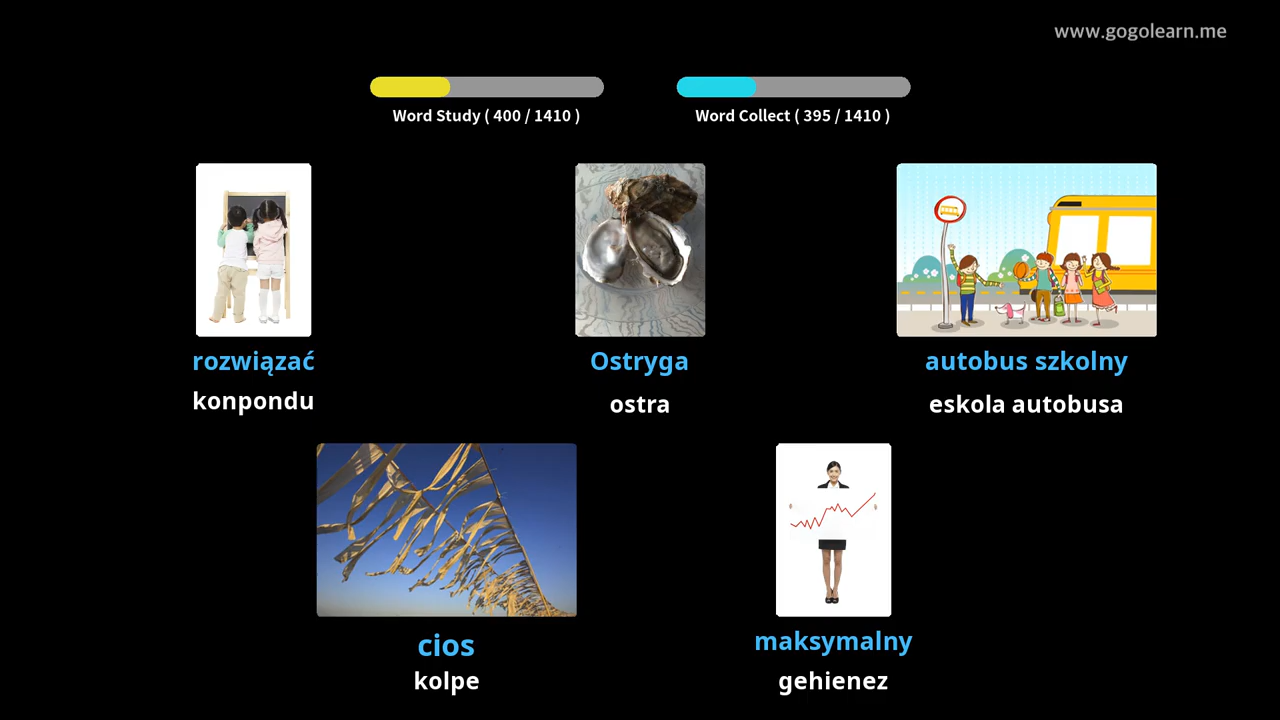 www.gogolearn.me
Word Study ( 400 / 1410 )
Word Collect ( 395 / 1410 )
rozwiązać
konpondu
Ostryga
ostra
autobus szkolny
eskola autobusa
cios
kolpe
maksymalny
gehienez